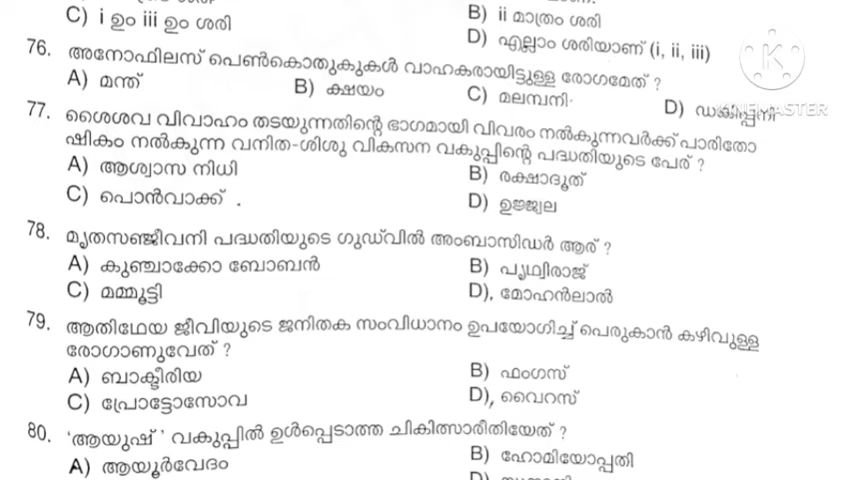 C) i ഉം iii ഉം ശരി
B) ii മാത്രം ശരി
D) എല്ലാം ശരിയാണ് (i, ii, iii)
76. അനോഫിലസ് പെൺകൊതുകുകൾ വാഹകരായിട്ടുള്ള രോഗമേത് ?
A) മന്ത്
B) ക്ഷയം
C) മലമ്പനി
D) ഡങ്കിപ്പനി
K
KINEMASTER
77. ശൈശവ വിവാഹം തടയുന്നതിന്റെ ഭാഗമായി വിവരം നൽകുന്നവർക്ക് പാരിതോ
ഷികം നൽകുന്ന വനിത-ശിശു വികസന വകുപ്പിന്റെ പദ്ധതിയുടെ പേര് ?
A) ആശ്വാസ നിധി
B) രക്ഷാദൂത്
C) പൊൻവാക്ക് .
D) ഉജ്ജ്വല
78. മൃതസഞ്ജീവനി പദ്ധതിയുടെ ഗുഡ്‌വിൽ അംബാസിഡർ ആര് ?
A) കുഞ്ചാക്കോ ബോബൻ
B) പൃഥ്വിരാജ്
C) മമ്മൂട്ടി
D) മോഹൻലാൽ
79. ആതിഥേയ ജീവിയുടെ ജനിതക സംവിധാനം ഉപയോഗിച്ച് പെരുകാൻ കഴിവുള്ള
രോഗാണുവേത് ?
A) ബാക്ടീരിയ
B) ഫംഗസ്
C) പ്രോട്ടോസോവ
D) വൈറസ്
80. 'ആയുഷ് ' വകുപ്പിൽ ഉൾപ്പെടാത്ത ചികിത്സാരീതിയേത് ?
A) ആയൂർവേദം
B) ഹോമിയോപ്പതി